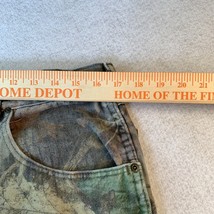 12 13 14 15 16 17 18 19 20 21
OME DEPOT HOME OF THE FI